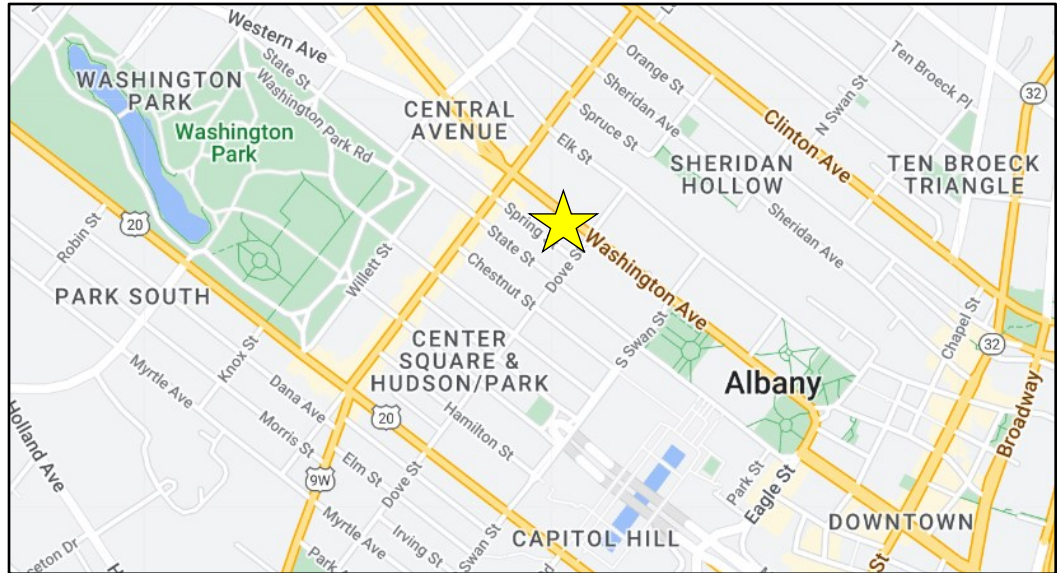 Western Ave
State St
Washington Park Rd
WASHINGTON
PARK
Washington
Park
CENTRAL
AVENUE
Orange St
Sheridan Ave
Spruce St
Elk St
Ten Broeck Pl
N Swan St
32
Clinton Ave
SHERIDAN
HOLLOW
TEN BROECK
TRIANGLE
Sheridan Ave
Robin St
20
Willett St
Spring
State St
Chestnut St
Dove St
Washington Ave
S Swan St
Chapel St
32
PARK SOUTH
Knox St
CENTER
SQUARE &
HUDSON/PARK
Albany
Broadway
Myrtle Ave
Dana Ave
Morris St
Elm St
20
Hamilton St
Holland Ave
9W
Dove St
Myrtle Ave
Irving St
Swan St
Park St
Eagle St
DOWNTOWN
CAPITOL HILL
Park A
St